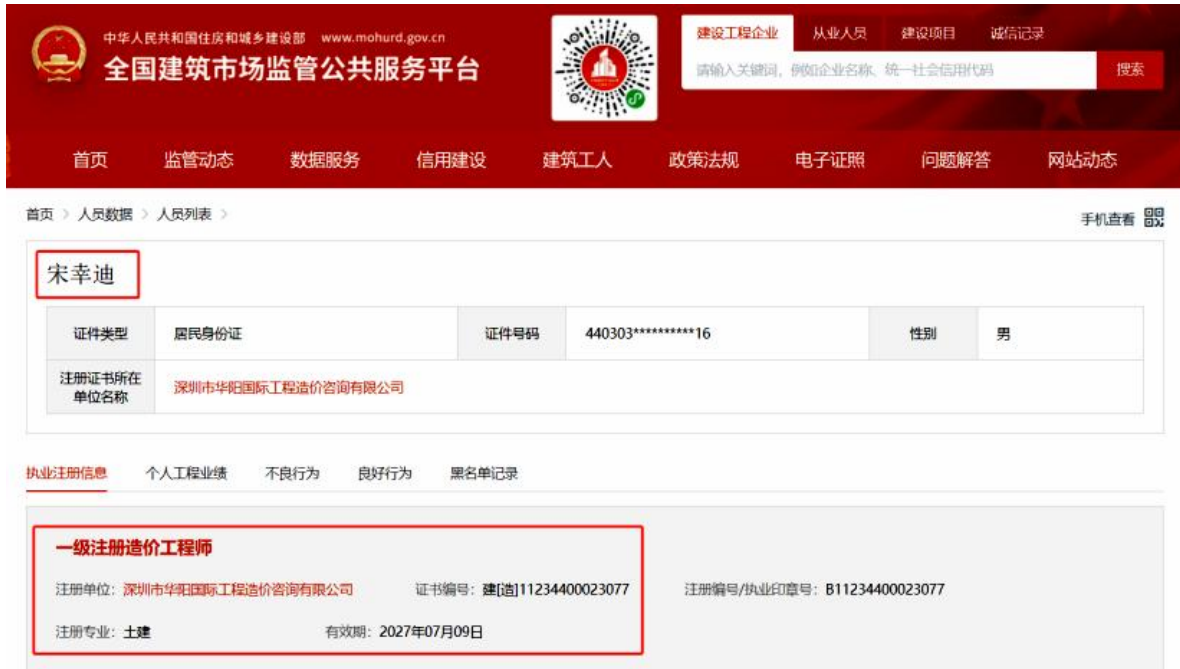 中华人民共和国住房和城乡建设部 www.mohurd.gov.cn
全国建筑市场监管公共服务平台
建设工程企业 从业人员 建设项目 诚信记录
请输入关键词，例如企业名称、统一社会信用代码 搜索
首页 监管动态 数据服务 信用建设 建筑工人 政策法规 电子证照 问题解答 网站动态
首页 > 人员数据 > 人员列表 >
手机查看
宋幸迪
证件类型 居民身份证 证件号码 440303**********16 性别 男
注册证书所在
单位名称
深圳市华阳国际工程造价咨询有限公司
执业注册信息 个人工程业绩 不良行为 良好行为 黑名单记录
一级注册造价工程师
注册单位：深圳市华阳国际工程造价咨询有限公司 证书编号：建[造]11234400023077 注册编号/执业印章号：B11234400023077
注册专业：土建 有效期：2027年07月09日